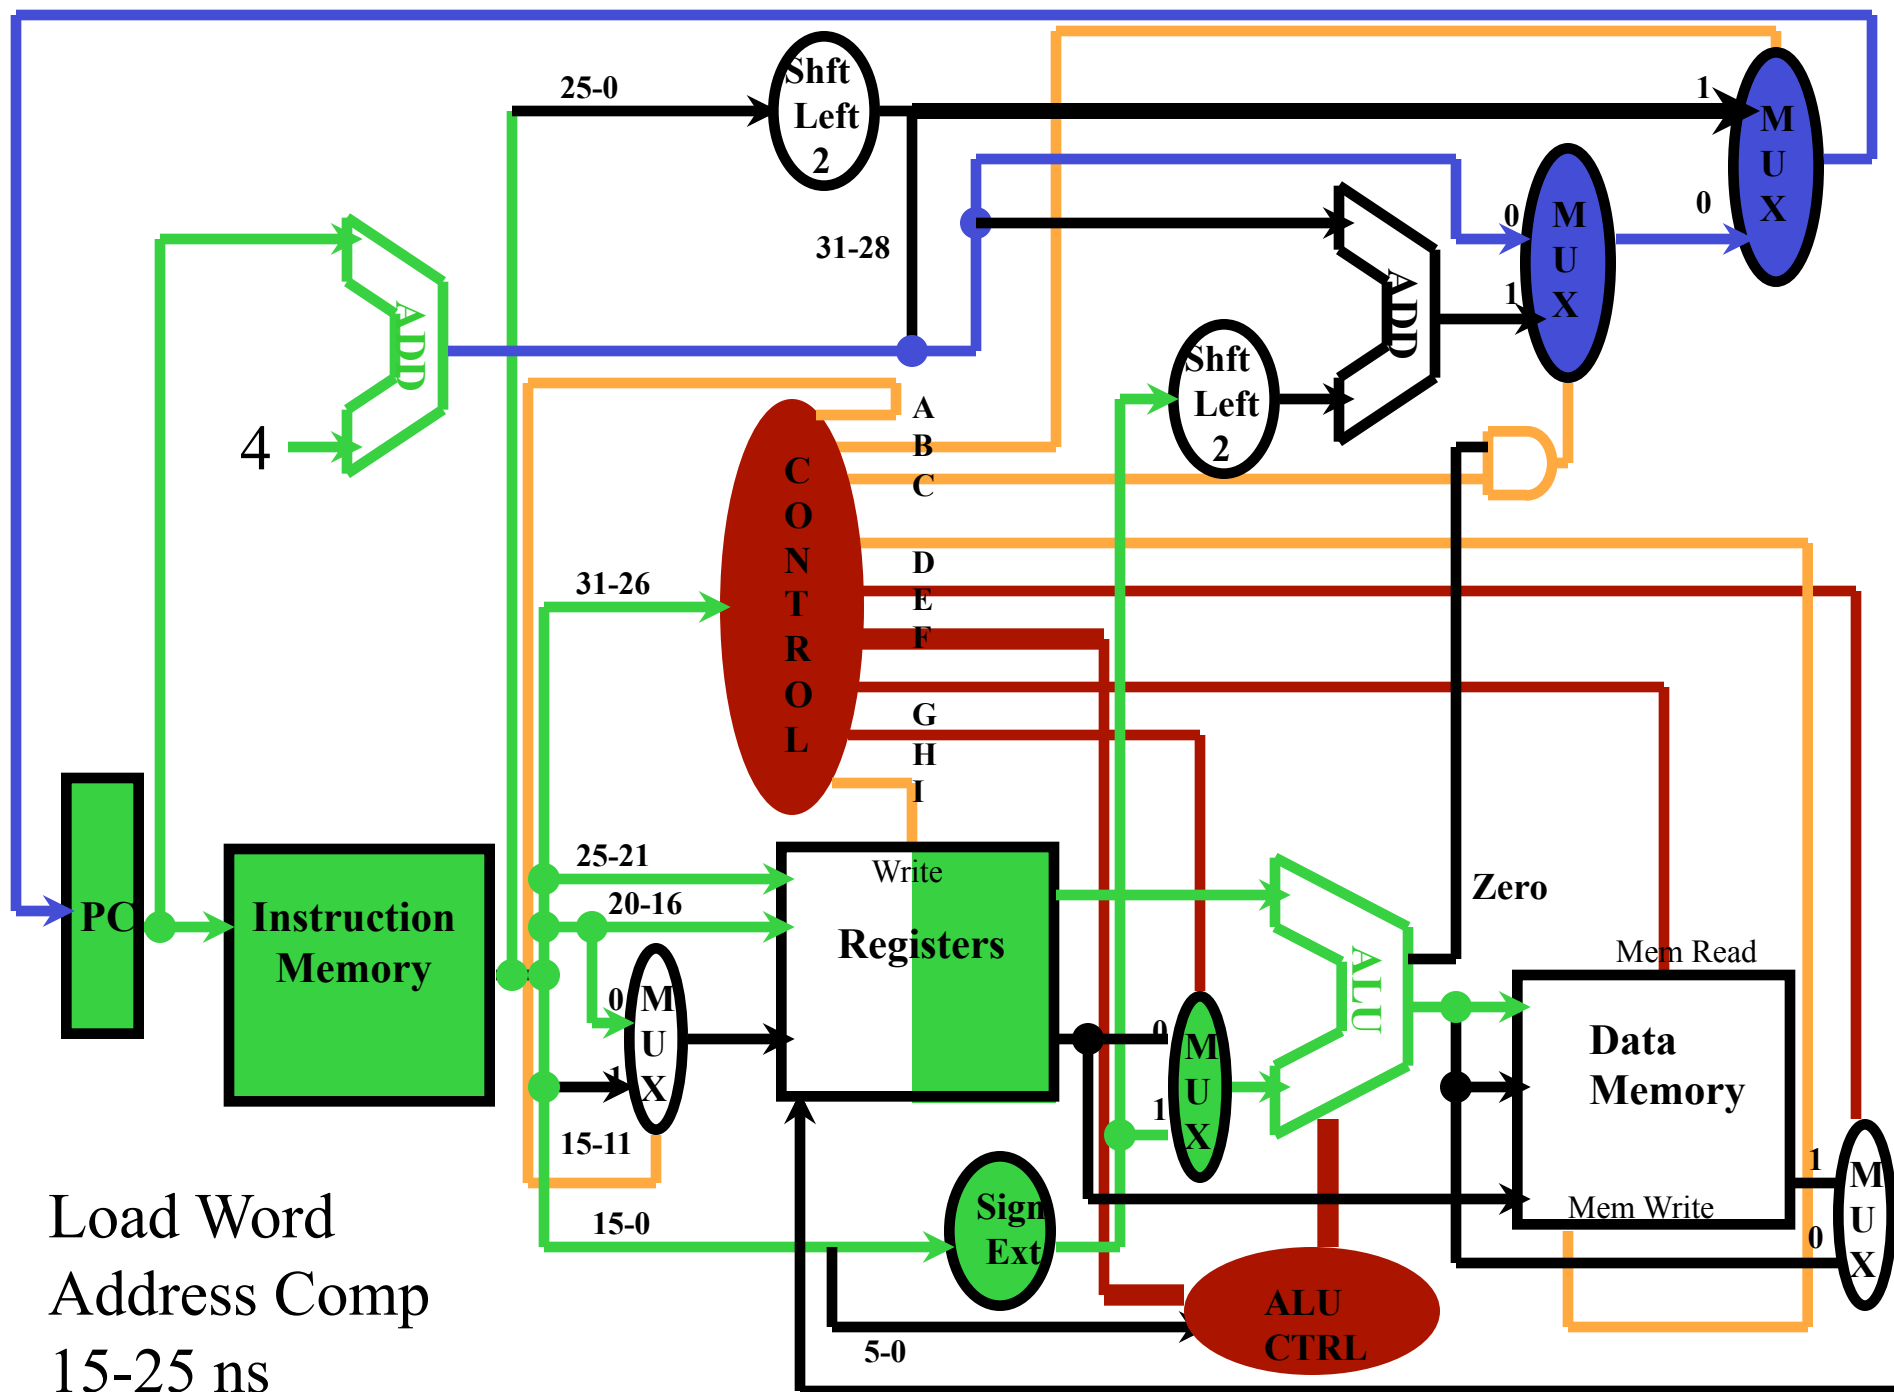 25-0
Shft
Left
2
1
M
U
X
0
31-28
0
M
U
X
1
ADD
ADD
4
Shft
Left
2
A
B
C
D
E
F
G
H
I
C
O
N
T
R
O
L
31-26
25-21
20-16
Write
Registers
PC
Instruction
Memory
0
M
U
X
1
15-11
15-0
Sign
Ext
0
M
U
X
1
ALU
Zero
Mem Read
Data
Memory
Mem Write
1
M
U
X
0
ALU
CTRL
5-0
Load Word
Address Comp
15-25 ns